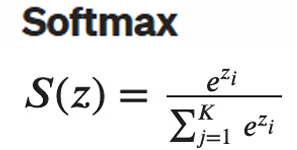 Softmax
S(z) = e^{z_i} / \sum_{j=1}^{K} e^{z_i}